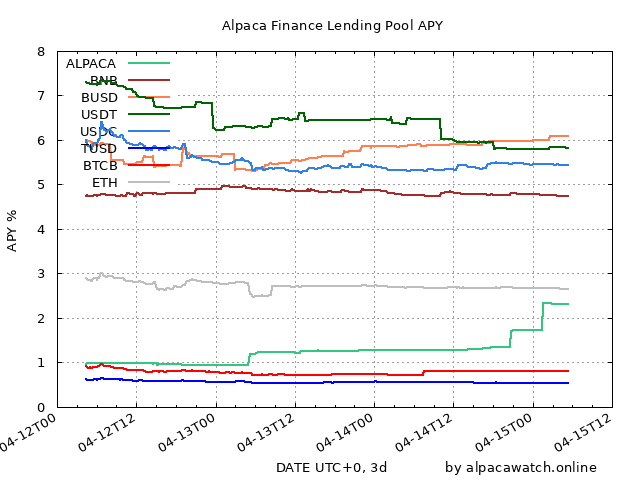 Alpaca Finance Lending Pool APY
8
7
6
5
4
3
2
1
0
APY %
ALPACA
BNB
BUSD
USDT
USDC
TUSD
BTCB
ETH
04-12T00
04-12T12
04-13T00
04-13T12
04-14T00
04-14T12
04-15T00
04-15T12
DATE UTC+0, 3d
by alpacawatch.online